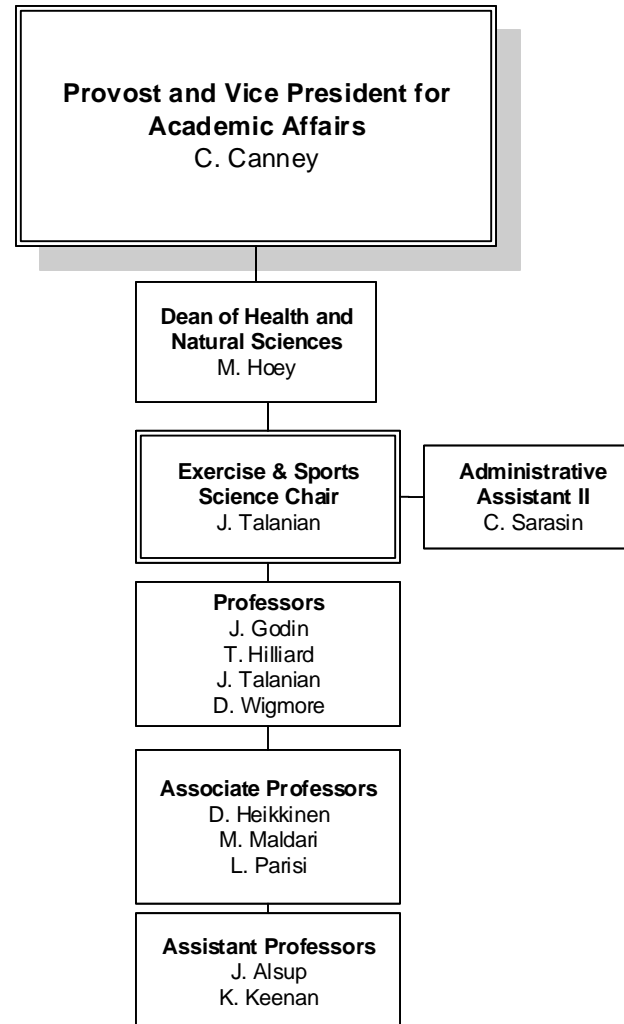 Provost and Vice President for
Academic Affairs
C. Canney
Dean of Health and
Natural Sciences
M. Hoey
Exercise & Sports
Science Chair
J. Talanian
Administrative
Assistant II
C. Sarasin
Professors
J. Godin
T. Hilliard
J. Talanian
D. Wigmore
Associate Professors
D. Heikkinen
M. Maldari
L. Parisi
Assistant Professors
J. Alsup
K. Keenan